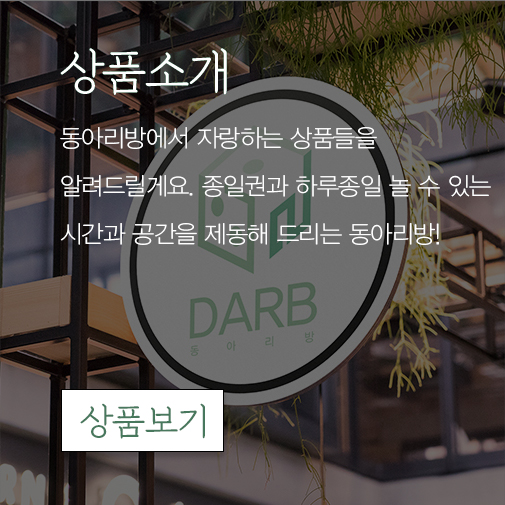 상품소개
동아리방에서 자랑하는 상품들을
알려드릴게요. 종일권과 하루종일 놀 수 있는
시간과 공간을 제동해 드리는 동아리방!
DARB
동아리방
상품보기